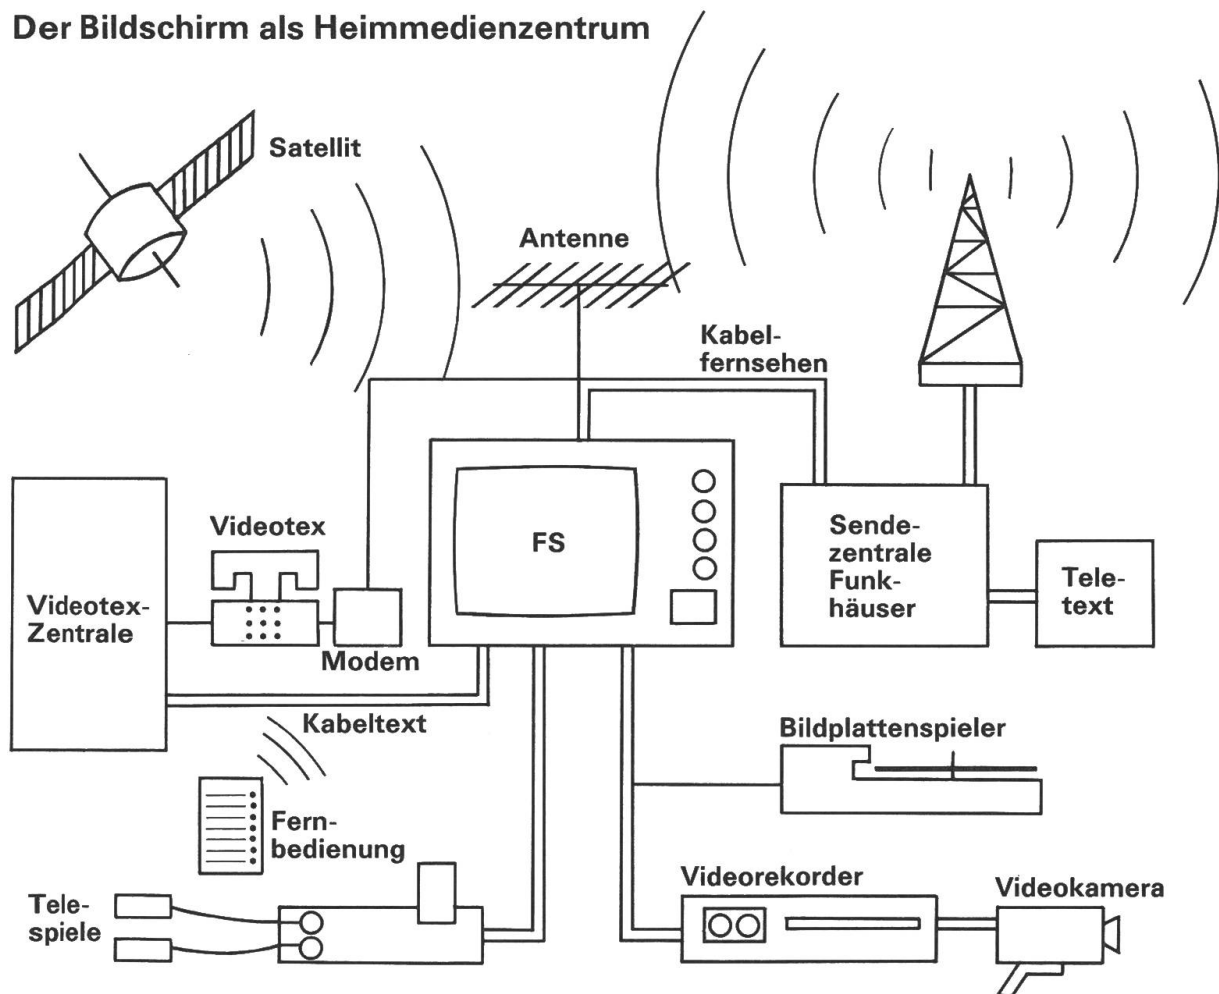 Der Bildschirm als Heimmedienzentrum
Satellit
Antenne
Kabel-
fernsehen
Videotex-
Zentrale
Videotex
Modem
FS
Sende-
zentrale
Funk-
häuser
Tele-
text
Kabeltext
Fern-
bedienung
Bildplattenspieler
Tele-
spiele
Videorekorder
Videokamera